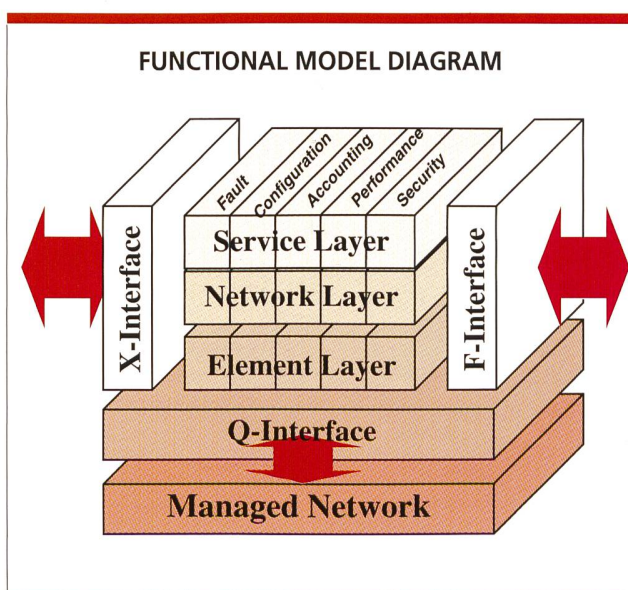 FUNCTIONAL MODEL DIAGRAM
Fault
Configuration
Accounting
Performance
Security
Service Layer
Network Layer
Element Layer
X-Interface
F-Interface
Q-Interface
Managed Network